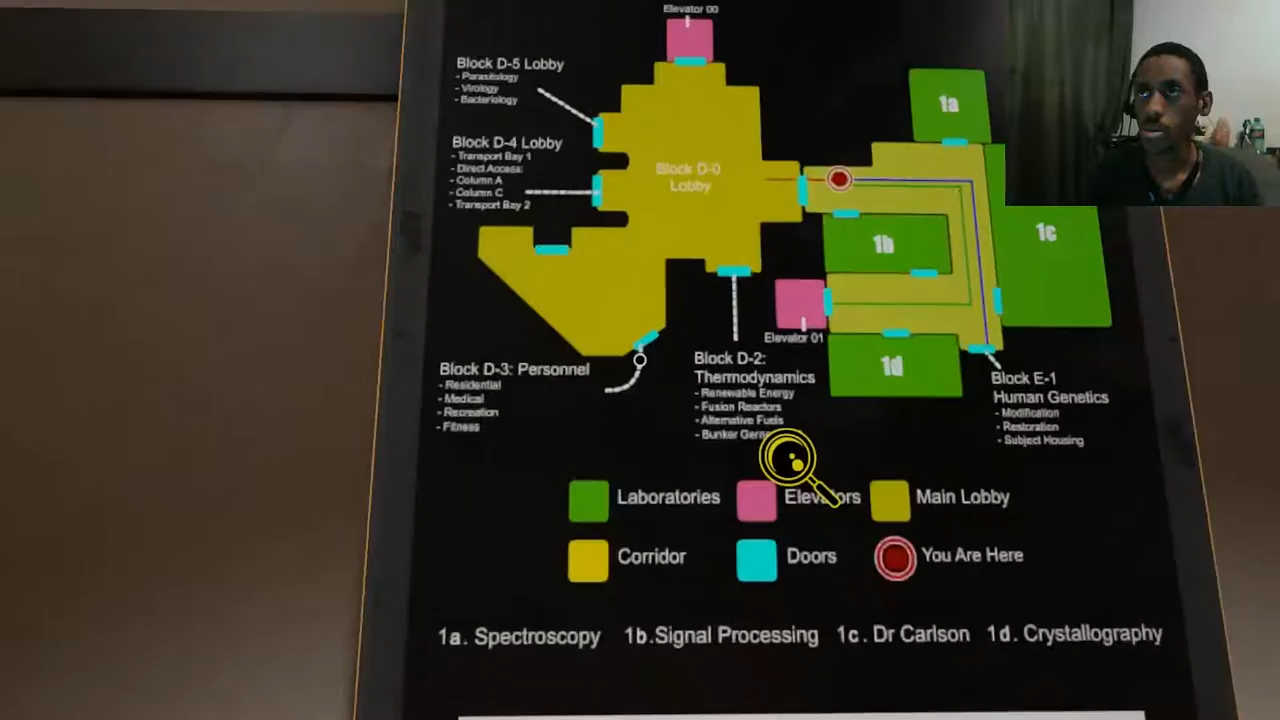 Elevator 00
Block D-5 Lobby
- Parasitology
- Virology
- Bacteriology
Block D-4 Lobby
- Transport Bay 1
- Direct Access:
- Column A
- Column C
- Transport Bay 2
Block D-0
Lobby
1a
1b
1c
Elevator 01
1d
Block D-3: Personnel
- Residential
- Medical
- Recreation
- Fitness
Block D-2:
Thermodynamics
- Renewable Energy
- Fusion Reactors
- Alternative Fuels
- Bunker
Block E-1
Human Genetics
- Modification
- Restoration
- Subject Housing
Laboratories
Elevators
Main Lobby
Corridor
Doors
You Are Here
1a. Spectroscopy 1b.Signal Processing 1c. Dr Carlson 1d. Crystallography